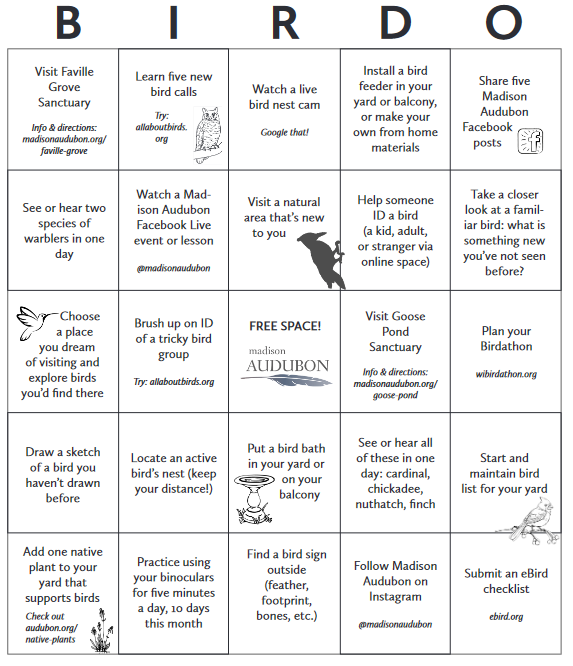 B I R D O
Visit Faville
Grove
Sanctuary
Info & directions:
madisonaudubon.org/
faville-grove
Learn five new
bird calls
Try:
allaboutbirds.
org
Watch a live
bird nest cam
Google that!
Install a bird
feeder in your
yard or balcony,
or make your
own from home
materials
Share five
Madison
Audubon
Facebook
posts
f
See or hear two
species of
warblers in one
day
Watch a Mad-
ison Audubon
Facebook Live
event or lesson
@madisonaudubon
Visit a natural
area that's new
to you
Help someone
ID a bird
(a kid, adult,
or stranger via
online space)
Take a closer
look at a famil-
iar bird: what is
something new
you've not seen
before?
Choose
a place
you dream
of visiting and
explore birds
you'd find there
Brush up on ID
of a tricky bird
group
Try: allaboutbirds.org
FREE SPACE!
madison
AUDUBON
Visit Goose
Pond
Sanctuary
Info & directions:
madisonaudubon.org/
goose-pond
Plan your
Birdathon
wibirdathon.org
Draw a sketch
of a bird you
haven't drawn
before
Locate an active
bird's nest (keep
your distance!)
Put a bird bath
in your yard or
on your
balcony
See or hear all
of these in one
day: cardinal,
chickadee,
nuthatch, finch
Start and
maintain bird
list for your yard
Add one native
plant to your
yard that
supports birds
Check out
audubon.org/
native-plants
Practice using
your binoculars
for five minutes
a day, 10 days
this month
Find a bird sign
outside
(feather,
footprint,
bones, etc.)
Follow Madison
Audubon on
Instagram
@madisonaudubon
Submit an eBird
checklist
ebird.org